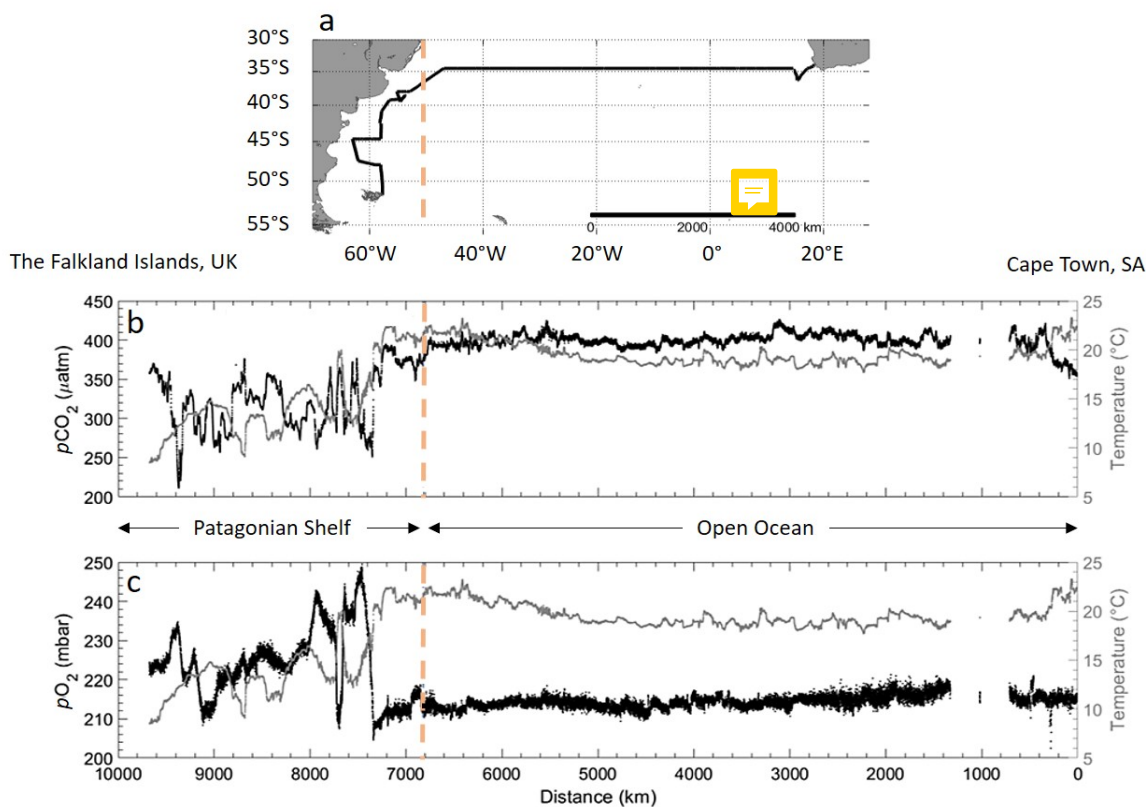 a
30°S
35°S
40°S
45°S
50°S
55°S
0 2000 4000 km
60°W 40°W 20°W 0° 20°E
The Falkland Islands, UK Cape Town, SA
b
450
400
350
300
250
200
pCO2 (µatm)
25
20
15
10
5
Temperature (°C)
Patagonian Shelf Open Ocean
c
250
240
230
220
210
200
pO2 (mbar)
25
20
15
10
5
Temperature (°C)
10000 9000 8000 7000 6000 5000 4000 3000 2000 1000 0
Distance (km)